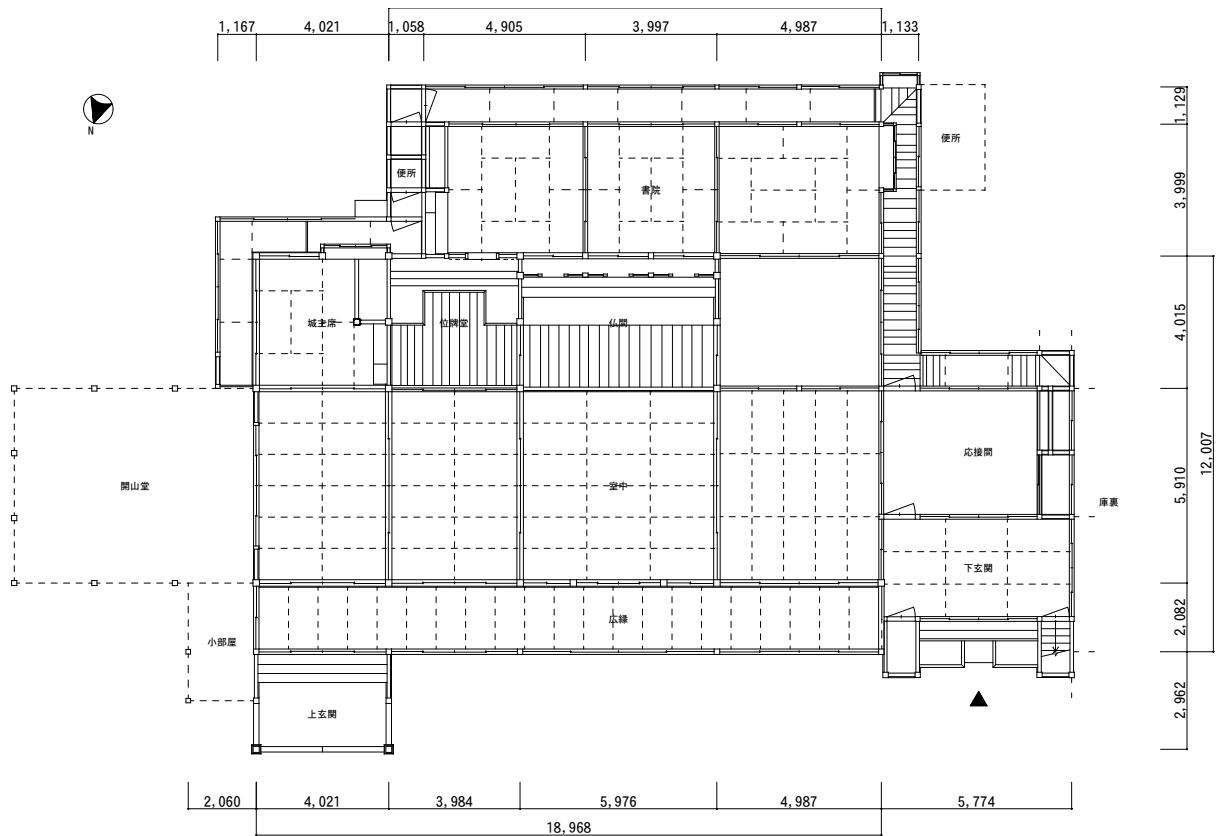 1,167
4,021
1,058
4,905
3,997
4,987
1,133
N
1,129
便所
便所
書院
3,999
城主席
位牌堂
仏間
4,015
応接間
開山堂
室中
庫裏
5,910
12,007
下玄関
広縁
小部屋
2,082
上玄関
2,962
2,060
4,021
3,984
5,976
4,987
5,774
18,968